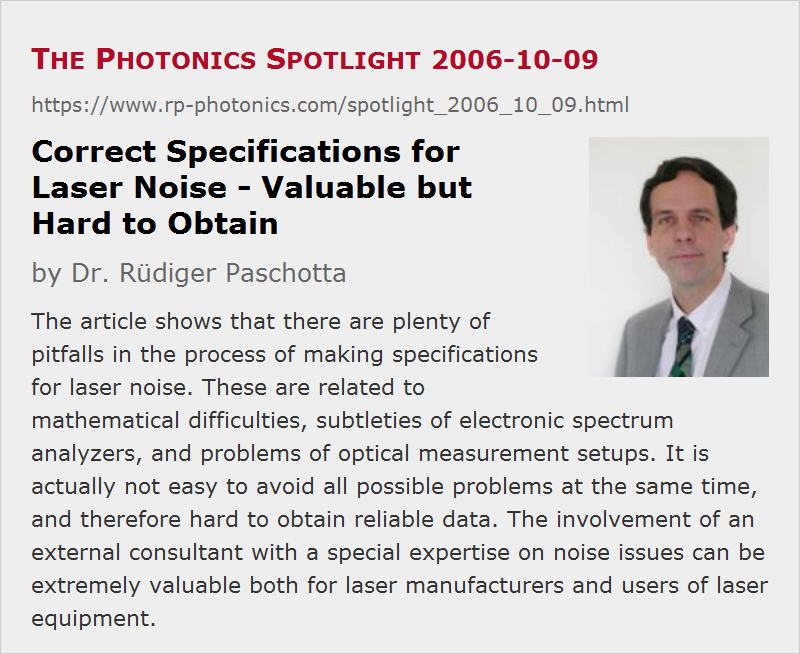 The Photonics Spotlight 2006-10-09
https://www.rp-photonics.com/spotlight_2006_10_09.html
Correct Specifications for
Laser Noise - Valuable but
Hard to Obtain
by Dr. Rüdiger Paschotta
The article shows that there are plenty of
pitfalls in the process of making specifications
for laser noise. These are related to
mathematical difficulties, subtleties of electronic spectrum
analyzers, and problems of optical measurement setups. It is
actually not easy to avoid all possible problems at the same time,
and therefore hard to obtain reliable data. The involvement of an
external consultant with a special expertise on noise issues can be
extremely valuable both for laser manufacturers and users of laser
equipment.